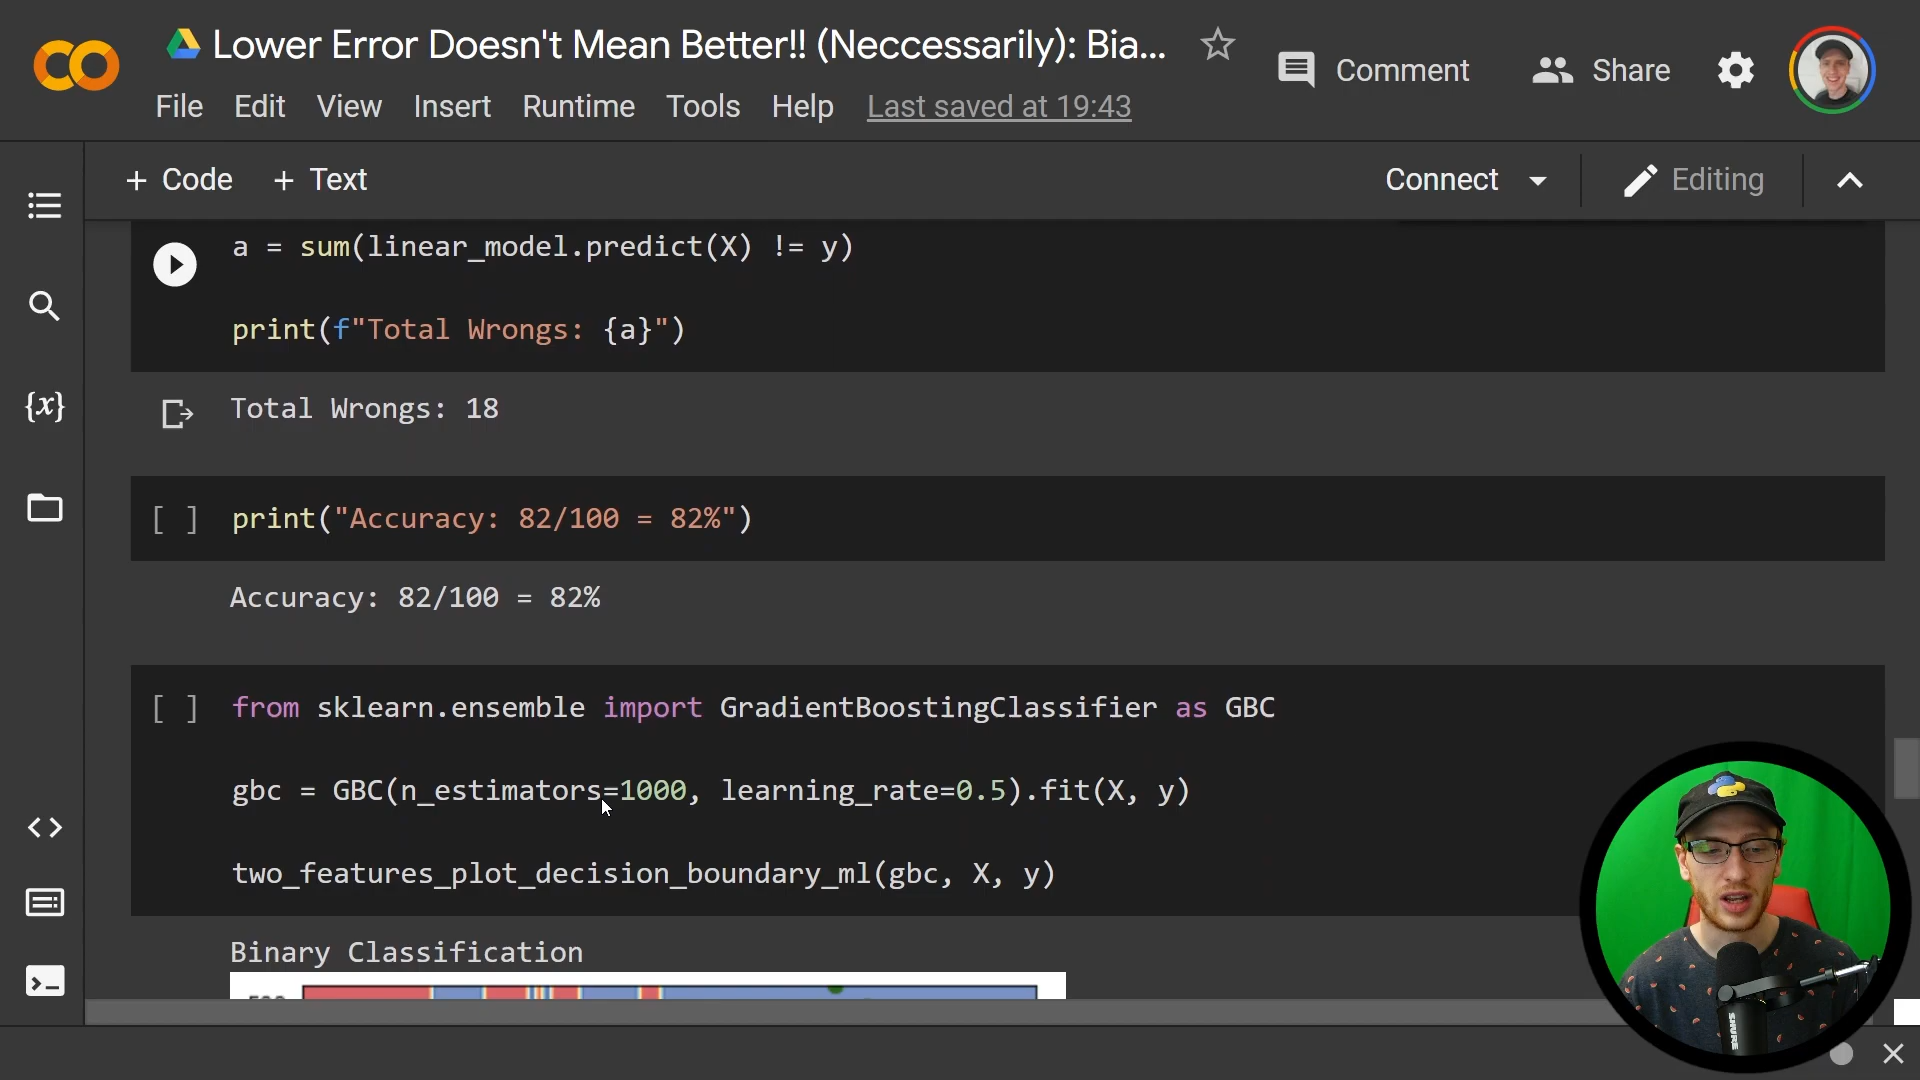 Lower Error Doesn't Mean Better!! (Neccessarily): Bia...
Comment
Share
File Edit View Insert Runtime Tools Help Last saved at 19:43
+ Code + Text
Connect
Editing
a = sum(linear_model.predict(X) != y)
print(f"Total Wrongs: {a}")
{x}
Total Wrongs: 18
[ ] print("Accuracy: 82/100 = 82%")
Accuracy: 82/100 = 82%
[ ] from sklearn.ensemble import GradientBoostingClassifier as GBC
gbc = GBC(n_estimators=1000, learning_rate=0.5).fit(X, y)
two_features_plot_decision_boundary_ml(gbc, X, y)
Binary Classification
SHURE